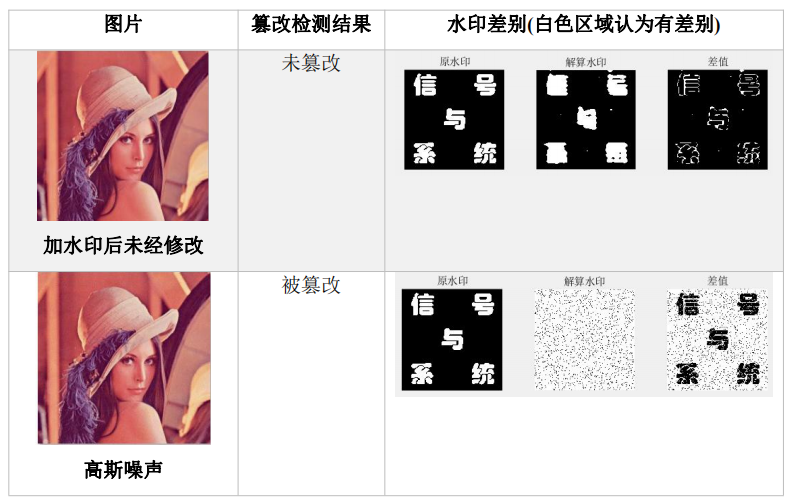 图片 篡改检测结果 水印差别(白色区域认为有差别)
未篡改
原水印 解算水印 差值
信 号
与
系 统
信 号
与
系 统
加水印后未经修改
被篡改
原水印 解算水印 差值
信 号
与
系 统
信 号
与
系 统
高斯噪声